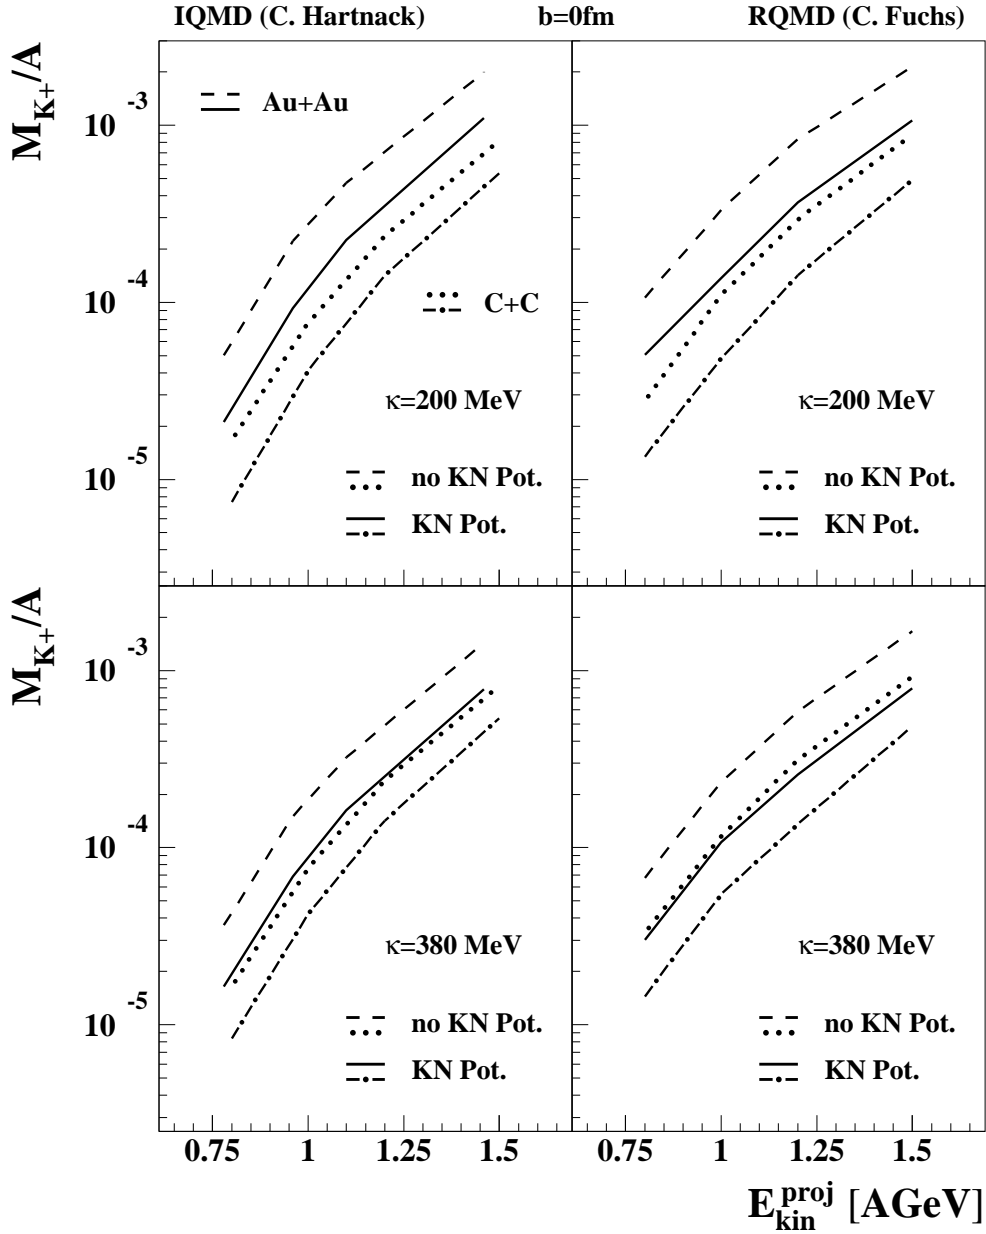 IQMD (C. Hartnack) b=0fm RQMD (C. Fuchs)
M_K+/A
10^-3
Au+Au
10^-4
C+C
κ=200 MeV
κ=200 MeV
10^-5
no KN Pot.
no KN Pot.
KN Pot.
KN Pot.
M_K+/A
10^-3
10^-4
κ=380 MeV
κ=380 MeV
10^-5
no KN Pot.
no KN Pot.
KN Pot.
KN Pot.
0.75 1 1.25 1.5 0.75 1 1.25 1.5
E_kin^proj [AGeV]